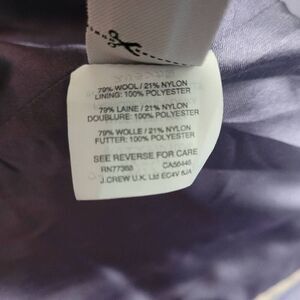 79% WOOL / 21% NYLON
LINING: 100% POLYESTER
79% LAINE / 21% NYLON
DOUBLURE: 100% POLYESTER
79% WOLLE / 21% NYLON
FUTTER: 100% POLYESTER
SEE REVERSE FOR CARE
RN77388 CA56446
J.CREW U.K. Ltd EC4V 6JA